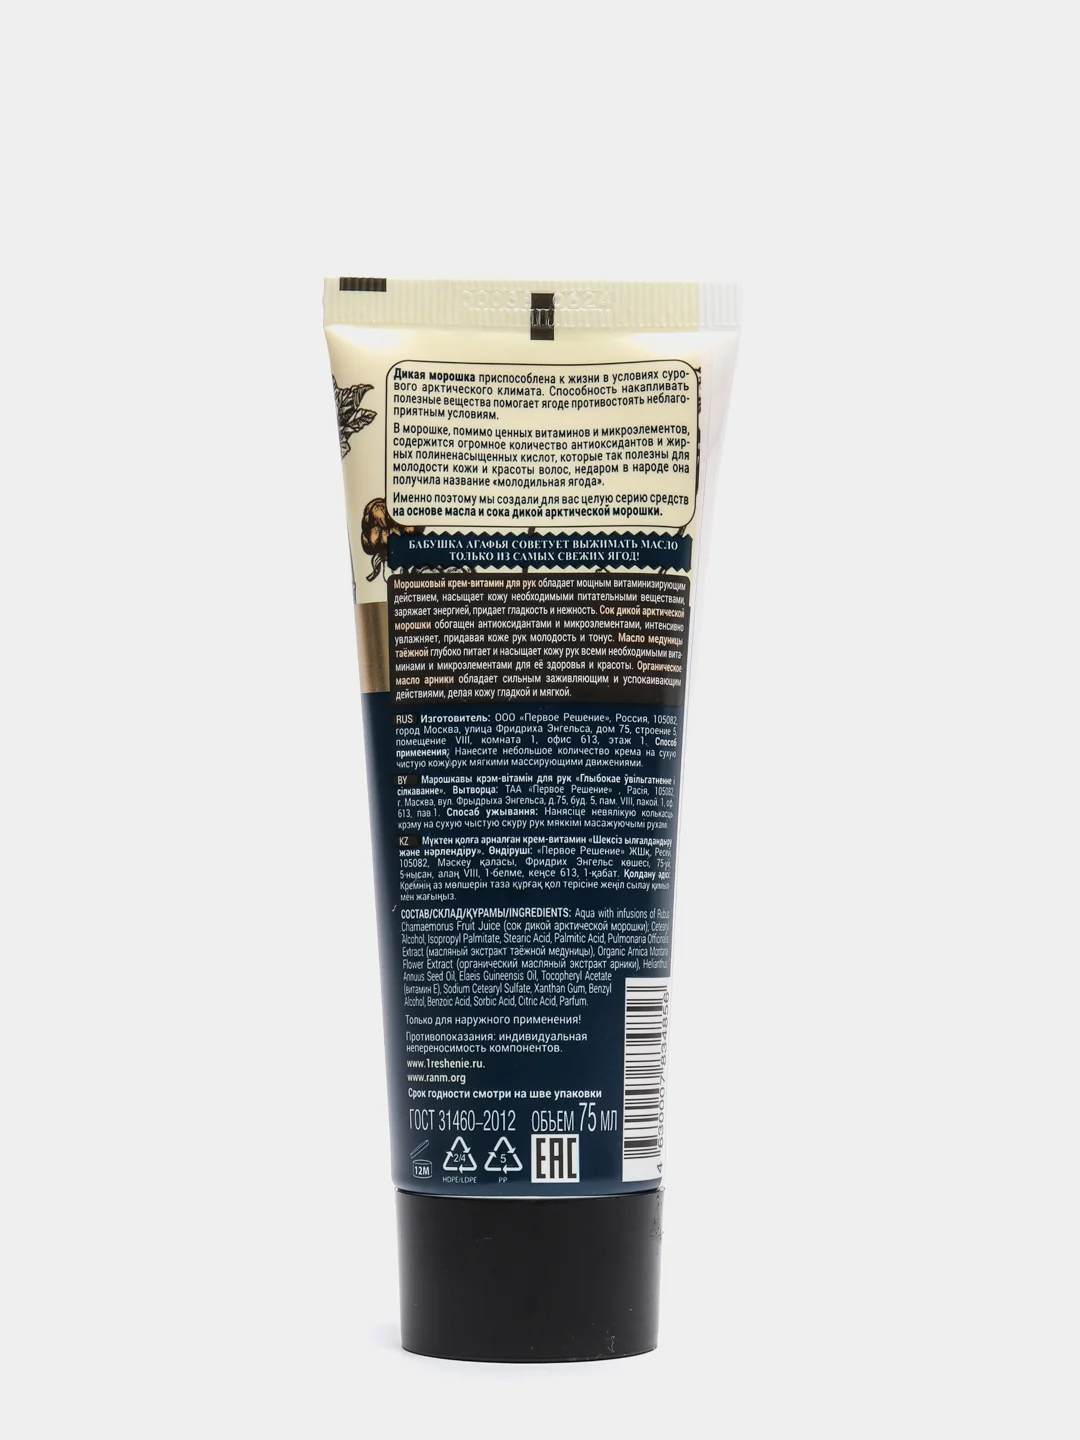 Дикая морошка приспособлена к жизни в условиях суро-
вого арктического климата. Способность накапливать
полезные вещества помогает ягоде противостоять неблаго-
приятным условиям.
В морошке, помимо ценных витаминов и микроэлементов,
содержится огромное количество антиоксидантов и жир-
ных полиненасыщенных кислот, которые так полезны для
молодости кожи и красоты волос, недаром в народе она
получила название «молодильная ягода».
Именно поэтому мы создали для вас целую серию средств
на основе масла и сока дикой арктической морошки.
БАБУШКА АГАФЬЯ СОВЕТУЕТ ВЫЖИМАТЬ МАСЛО
ТОЛЬКО ИЗ САМЫХ СВЕЖИХ ЯГОД!
Морошковый крем-витамин для рук обладает мощным витаминизирующим
действием, насыщает кожу необходимыми питательными веществами,
заряжает энергией, придает гладкость и нежность. Сок дикой арктической
морошки обогащен антиоксидантами и микроэлементами, интенсивно
увлажняет, придавая коже рук молодость и тонус. Масло медуницы
таёжной глубоко питает и насыщает кожу рук всеми необходимыми вита-
минами и микроэлементами для её здоровья и красоты. Органическое
масло арники обладает сильным заживляющим и успокаивающим
действиями, делая кожу гладкой и мягкой.
RUS Изготовитель: ООО «Первое Решение», Россия, 105082,
город Москва, улица Фридриха Энгельса, дом 75, строение 5,
помещение VIII, комната 1, офис 613, этаж 1. Способ
применения: Нанесите небольшое количество крема на сухую
чистую кожу рук мягкими массирующими движениями.
BY Марошкавы крэм-вітамін для рук «Глыбокае ўвільгатненне і
сілкаванне». Вытворца: ТАА «Первое Решение» , Расія, 105082,
г. Масква, вул. Фрыдрыха Энгельса, д.75, буд. 5, пам. VIII, пакой. 1, оф.
613, пав 1. Спосаб ужывання: Нанясіце невялікую колькасць
крэму на сухую чыстую скуру рук мяккімі масажуючымі рухамі.
KZ Мүктен қолға арналған крем-витамин «Шексіз ылғалдандыру
және нәрлендіру». Өндіруші: «Первое Решение» ЖШҚ, Ресей,
105082, Мәскеу қаласы, Фридрих Энгельс көшесі, 75-үй,
5-нысан, алаң VIII, 1-бөлме, кеңсе 613, 1-қабат. Қолдану әдісі:
Кремнің аз мөлшерін таза құрғақ қол терісіне жеңіл сылау қимыл-
мен жағыңыз.
СОСТАВ/СКЛАД/ҚҰРАМЫ/INGREDIENTS: Aqua with infusions of Rubus
Chamaemorus Fruit Juice (сок дикой арктической морошки); Cetearyl
Alcohol, Isopropyl Palmitate, Stearic Acid, Palmitic Acid, Pulmonaria Officinalis
Extract (масляный экстракт таёжной медуницы), Organic Arnica Montana
Flower Extract (органический масляный экстракт арники), Helianthus
Annuus Seed Oil, Elaeis Guineensis Oil, Tocopheryl Acetate
(витамин Е), Sodium Cetearyl Sulfate, Xanthan Gum, Benzyl
Alcohol, Benzoic Acid, Sorbic Acid, Citric Acid, Parfum.
Только для наружного применения!
Противопоказания: индивидуальная
непереносимость компонентов.
www.1reshenie.ru.
www.ranm.org
Срок годности смотри на шве упаковки
ГОСТ 31460–2012 ОБЪЕМ 75 МЛ
12M
2/4
HDPE/LDPE
5
PP
EAC
4 630007 834856